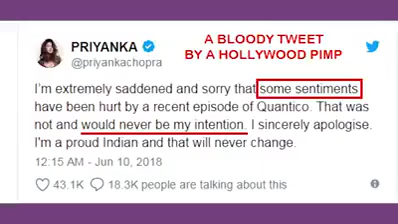 PRIYANKA
@priyankachopra
A BLOODY TWEET
BY A HOLLYWOOD PIMP
I'm extremely saddened and sorry that some sentiments
have been hurt by a recent episode of Quantico. That was
not and would never be my intention. I sincerely apologise.
I'm a proud Indian and that will never change.
12:15 AM - Jun 10, 2018
43.1K 18.3K people are talking about this